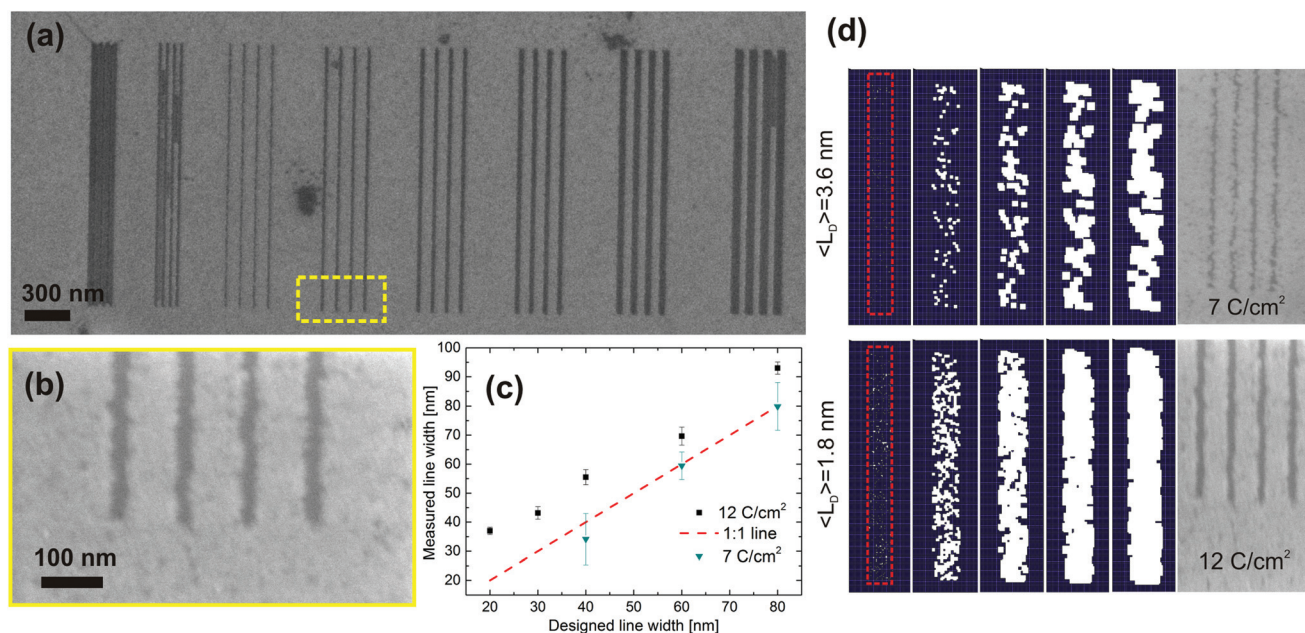 (a)
300 nm
(b)
100 nm
(c)
Measured line width [nm]
100
90
80
70
60
50
40
30
20
12 C/cm²
1:1 line
7 C/cm²
20 30 40 50 60 70 80
Designed line width [nm]
(d)
<L_D>=3.6 nm
7 C/cm²
<L_D>=1.8 nm
12 C/cm²